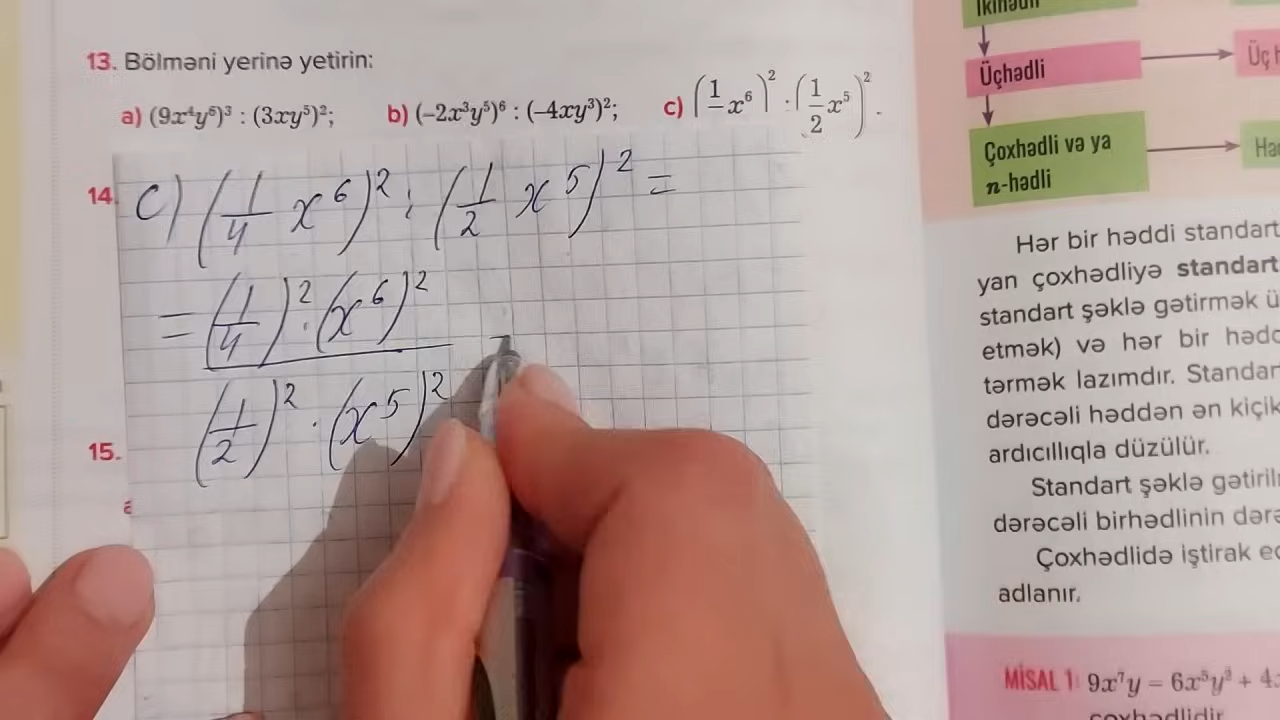 13. Bölməni yerinə yetirin:
a) (9x⁴y⁶)³ : (3xy⁵)²; b) (-2x³y⁵)⁶ : (-4xy³)²; c) (1/ x⁶)² : (1/2 x⁵)².
14. c) (1/4 x⁶)² : (1/2 x⁵)² =
= (1/4)² · (x⁶)²
(1/2)² · (x⁵)²
15.
İkihədli
Üçhədli
Çoxhədli və ya
n-hədli
Hər bir həddi standart
yan çoxhədliyə standart
standart şəklə gətirmək ü
etmək) və hər bir həd
tərmək lazımdır. Standar
dərəcəli həddən ən kiçik
ardıcıllıqla düzülür.
Standart şəklə gətiril
dərəcəli birhədlinin dərə
Çoxhədlidə iştirak e
adlanır.
MİSAL 1: 9x⁷y – 6x⁵y³ + 4
çoxhədlidir